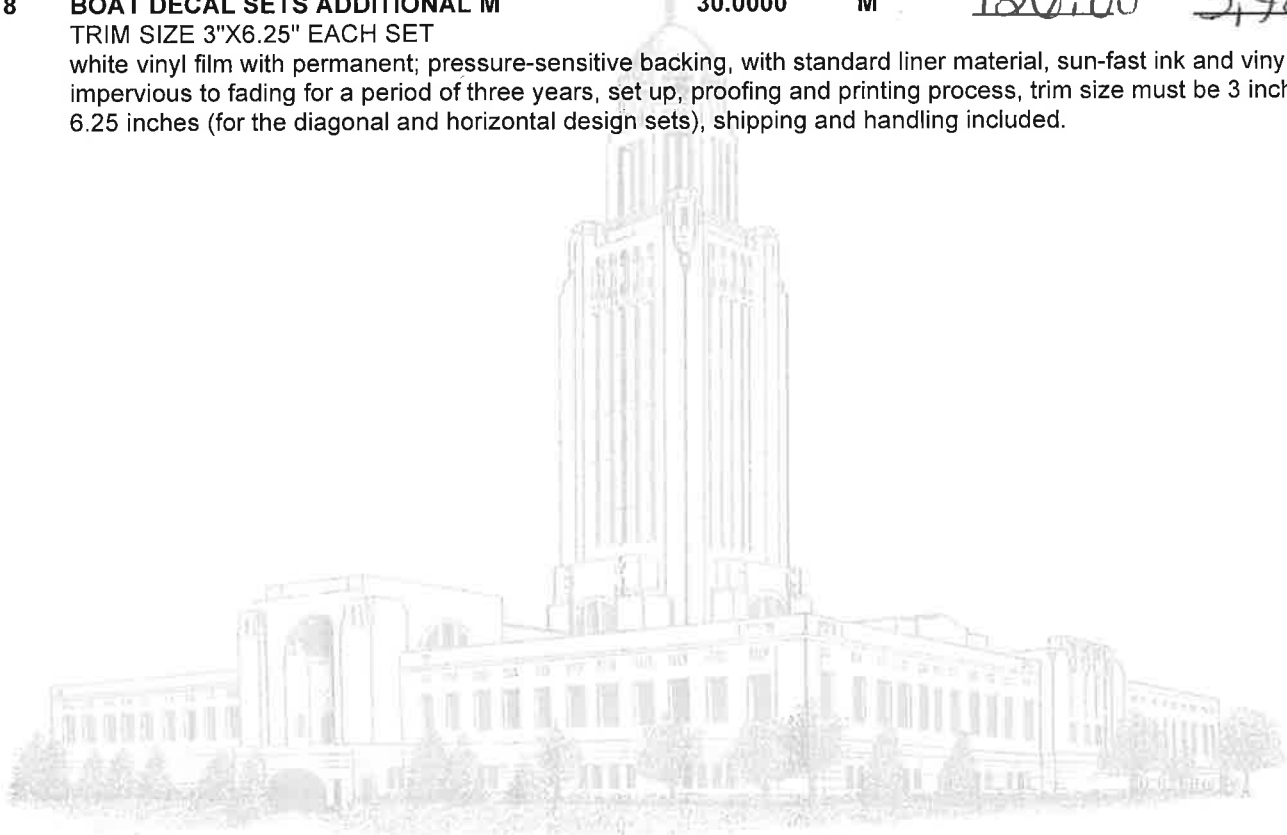 8 BOAT DECAL SETS ADDITIONAL M 30.0000 M
TRIM SIZE 3"X6.25" EACH SET
white vinyl film with permanent; pressure-sensitive backing, with standard liner material, sun-fast ink and viny
impervious to fading for a period of three years, set up, proofing and printing process, trim size must be 3 inch
6.25 inches (for the diagonal and horizontal design sets), shipping and handling included.